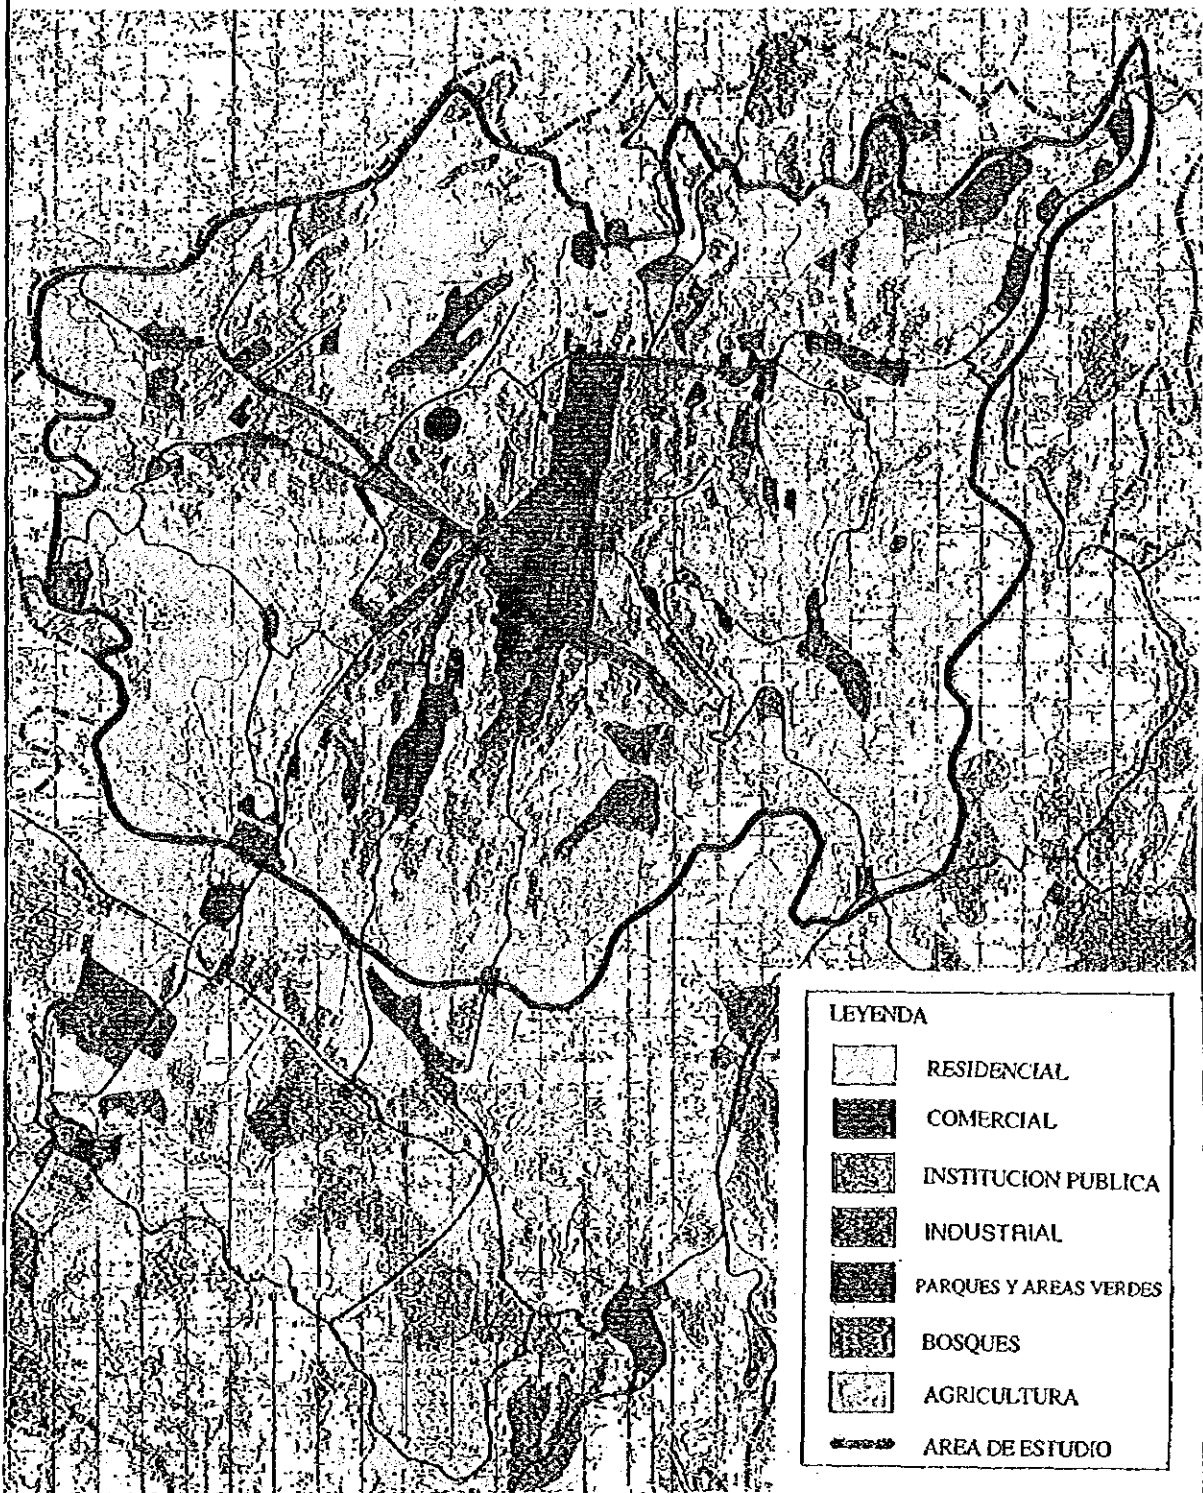 LEYENDA
RESIDENCIAL
COMERCIAL
INSTITUCION PUBLICA
INDUSTRIAL
PARQUES Y AREAS VERDES
BOSQUES
AGRICULTURA
AREA DE ESTUDIO